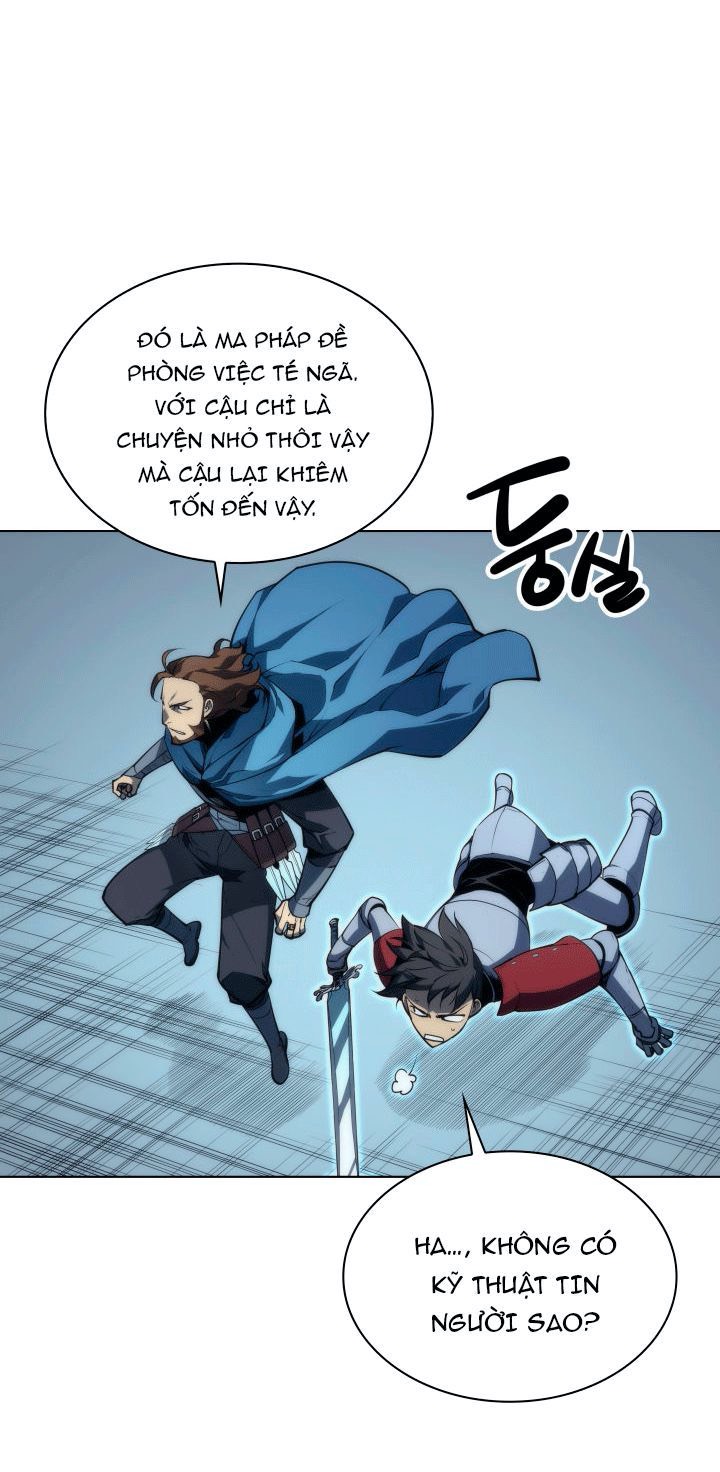 ĐÓ LÀ MA PHÁP ĐỀ
PHÒNG VIỆC TÉ NGÃ.
VỚI CẬU CHỈ LÀ
CHUYỆN NHỎ THÔI VẬY
MÀ CẬU LẠI KHIÊM
TỐN ĐẾN VẬY.
둥실
HA..., KHÔNG CÓ
KỸ THUẬT TIN
NGƯỜI SAO?